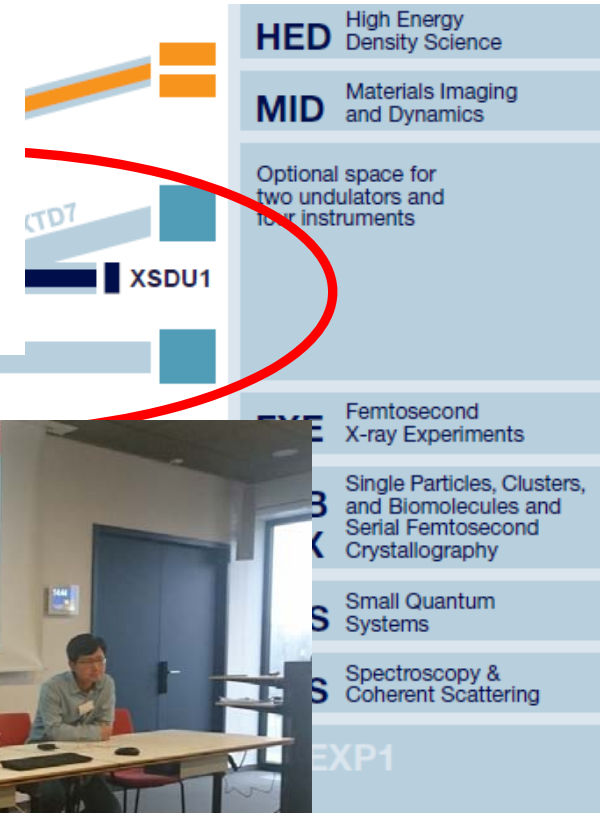 HED High Energy
Density Science
MID Materials Imaging
and Dynamics
Optional space for
two undulators and
four instruments
XTD7
XSDU1
Femtosecond
X-ray Experiments
Single Particles, Clusters,
and Biomolecules and
Serial Femtosecond
Crystallography
Small Quantum
Systems
S
Spectroscopy &
Coherent Scattering
S
EXP1